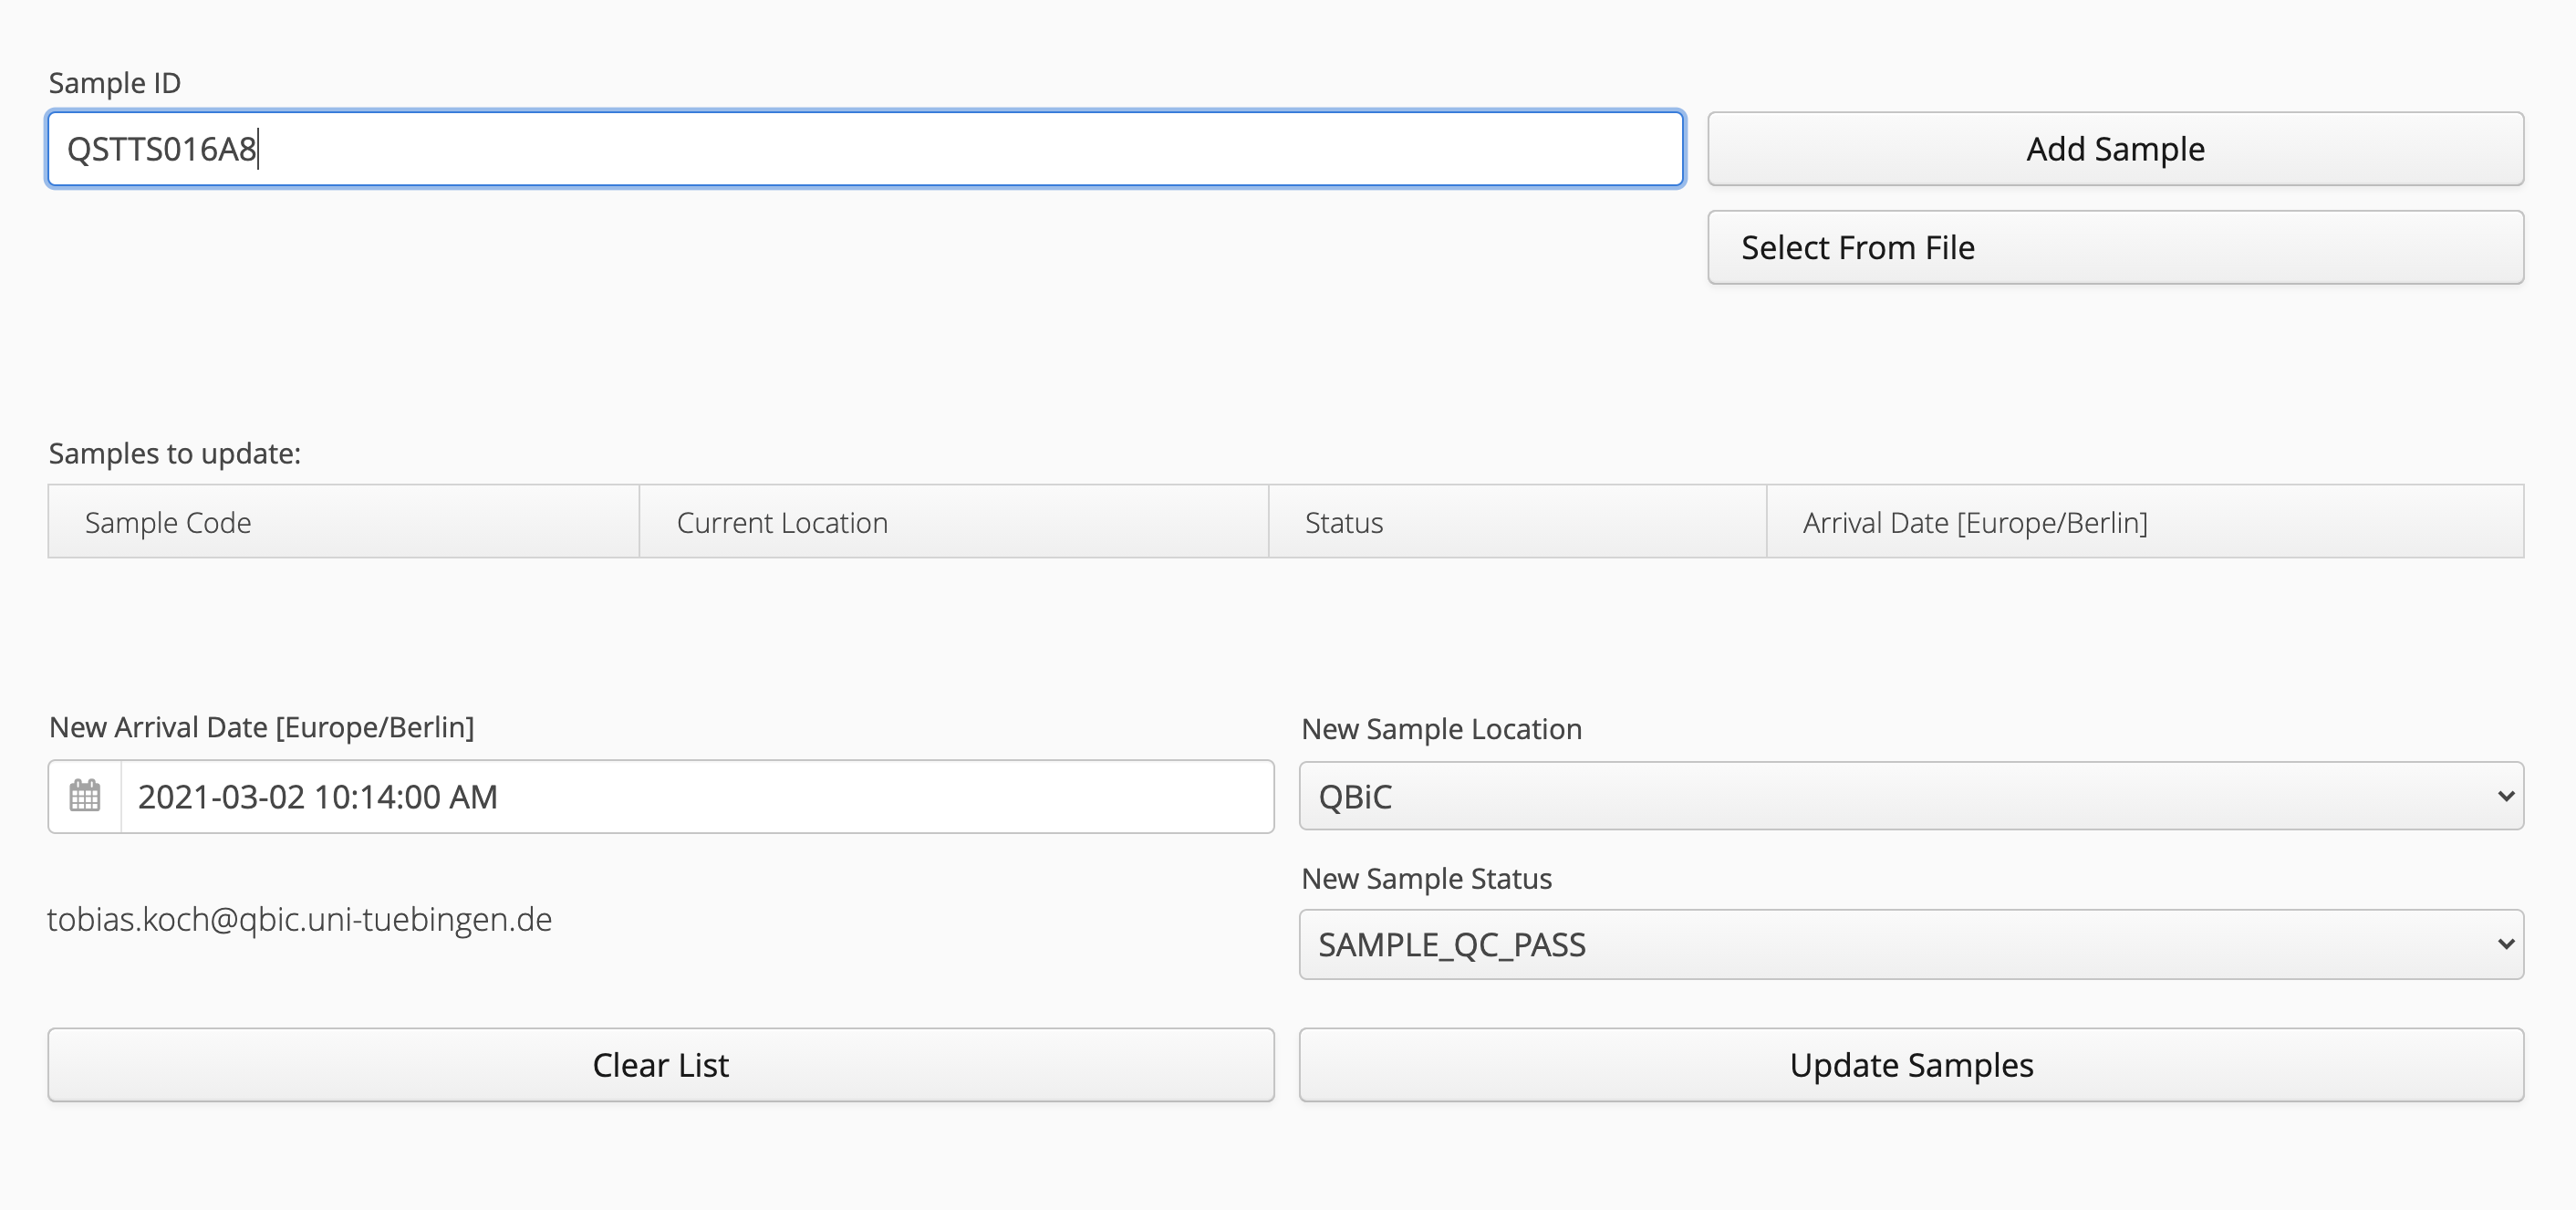 Sample ID
QSTTS016A8
Add Sample
Select From File
Samples to update:
Sample Code Current Location Status Arrival Date [Europe/Berlin]
New Arrival Date [Europe/Berlin]
2021-03-02 10:14:00 AM
New Sample Location
QBiC
tobias.koch@qbic.uni-tuebingen.de
New Sample Status
SAMPLE_QC_PASS
Clear List
Update Samples